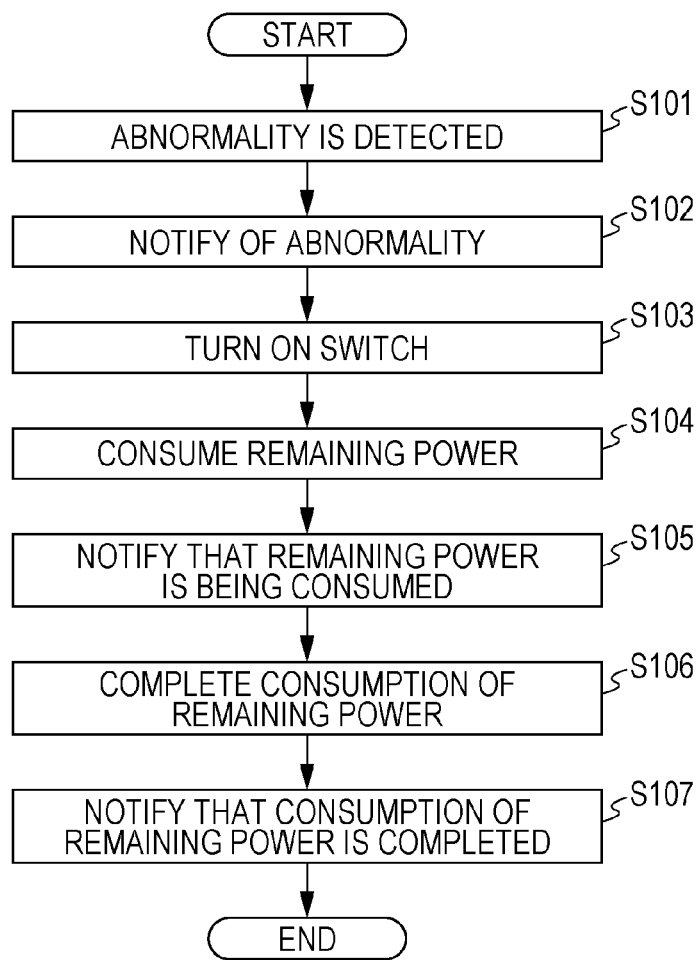 START
S101
ABNORMALITY IS DETECTED
S102
NOTIFY OF ABNORMALITY
S103
TURN ON SWITCH
S104
CONSUME REMAINING POWER
S105
NOTIFY THAT REMAINING POWER
IS BEING CONSUMED
S106
COMPLETE CONSUMPTION OF
REMAINING POWER
S107
NOTIFY THAT CONSUMPTION OF
REMAINING POWER IS COMPLETED
END